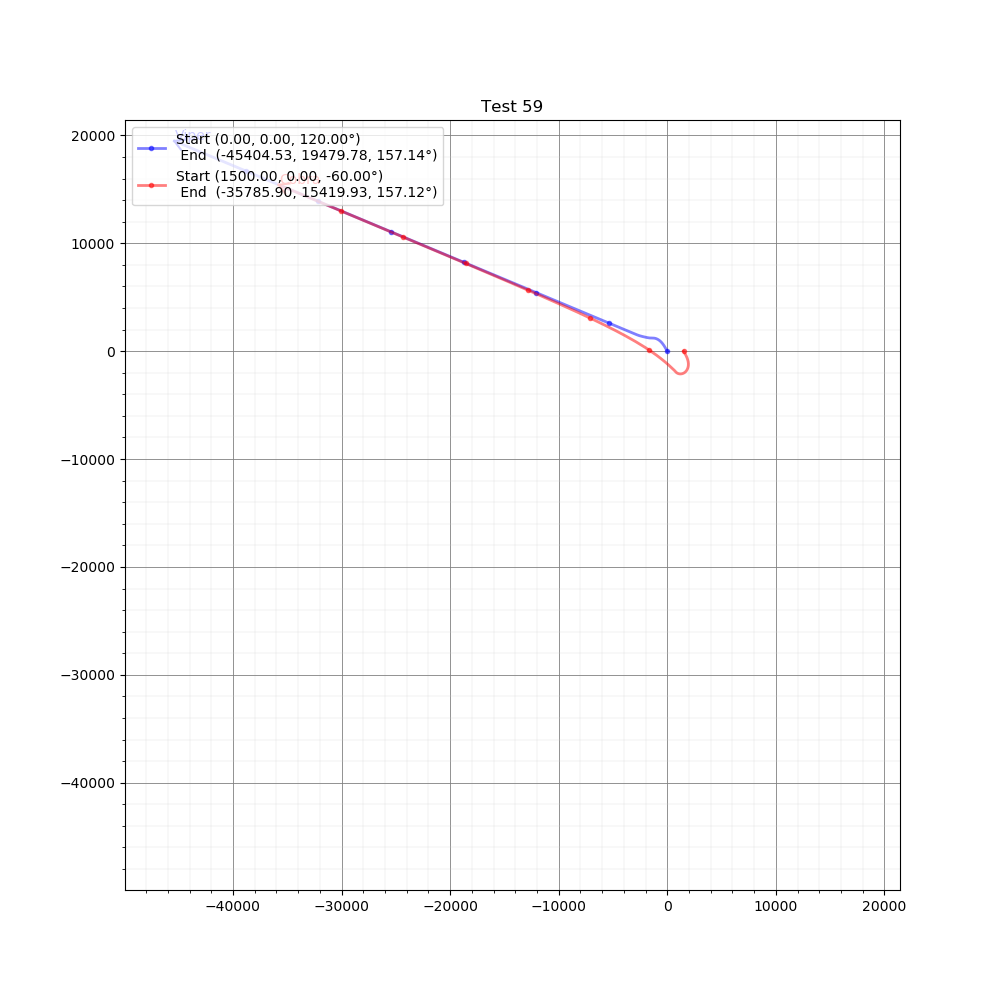 Test 59
Start (0.00, 0.00, 120.00°)
End  (-45404.53, 19479.78, 157.14°)
Start (1500.00, 0.00, -60.00°)
End  (-35785.90, 15419.93, 157.12°)
20000
10000
0
−10000
−20000
−30000
−40000
−40000 −30000 −20000 −10000 0 10000 20000